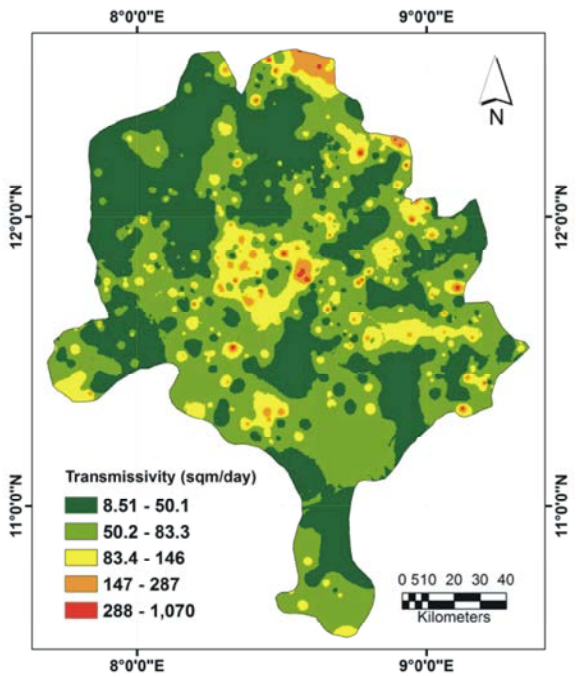 8°0'0"E 9°0'0"E
N
12°0'0"N 12°0'0"N
Transmissivity (sqm/day)
8.51 - 50.1
50.2 - 83.3
83.4 - 146
147 - 287
288 - 1,070
11°0'0"N 11°0'0"N
0 5 10 20 30 40
Kilometers
8°0'0"E 9°0'0"E